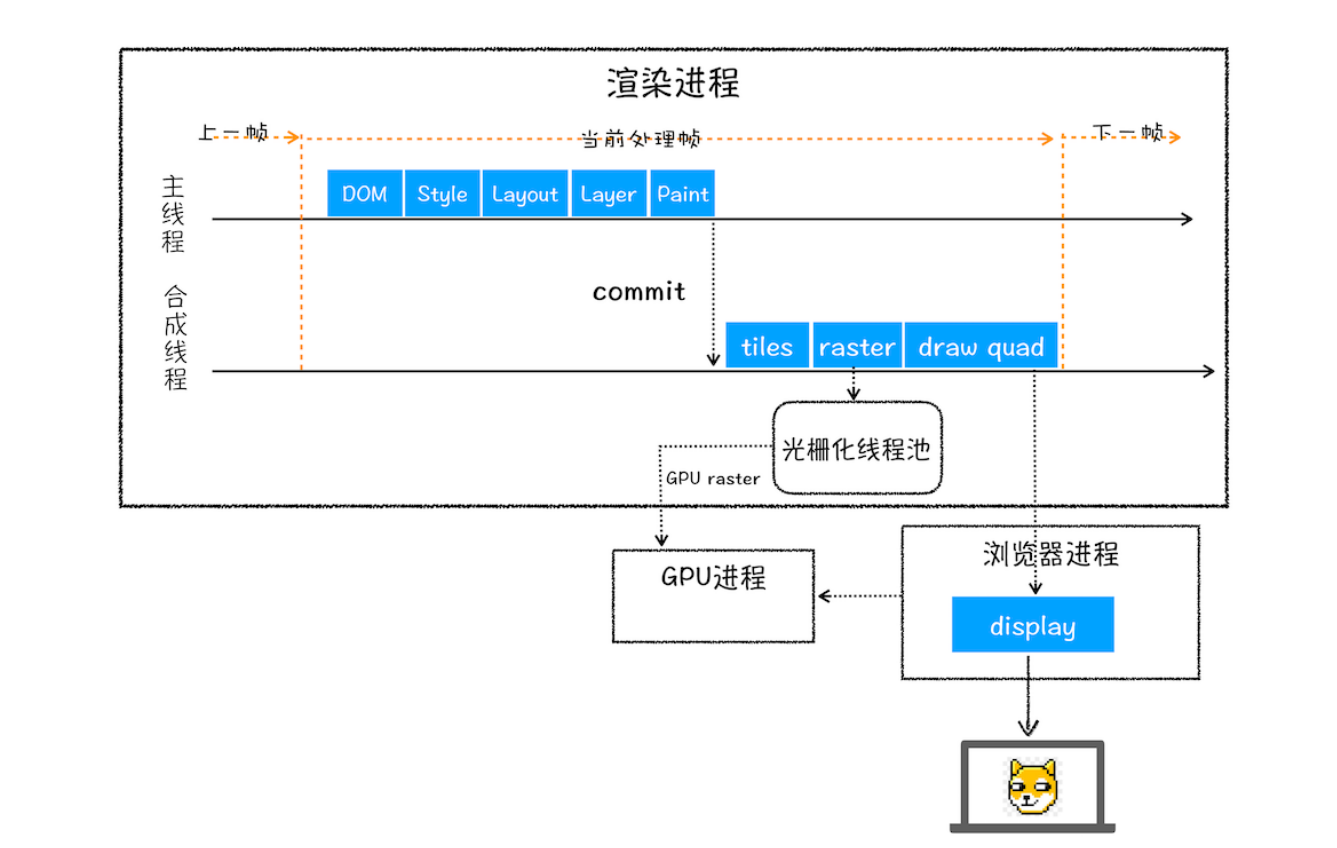 渲染进程
上一帧
当前处理帧
下一帧
主线程
DOM
Style
Layout
Layer
Paint
commit
合成线程
tiles
raster
draw quad
光栅化线程池
GPU raster
GPU进程
浏览器进程
display